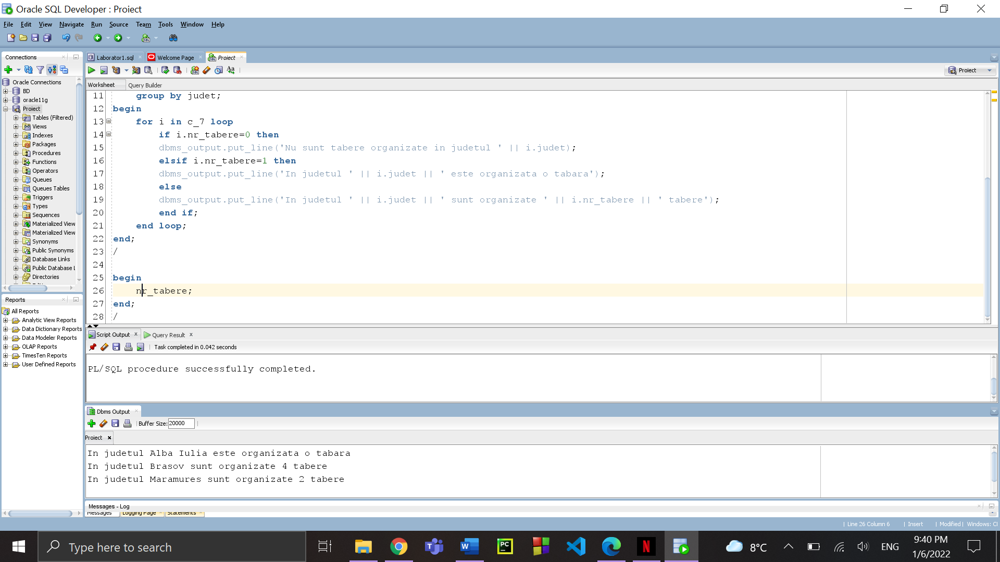 Oracle SQL Developer : Project
File Edit View Navigate Run Source Team Tools Window Help
Connections
Laborator1.sql Welcome Page Project
Project
Worksheet Query Builder
Oracle Connections
BD
oracle11g
Project
Tables (Filtered)
Views
Indexes
Packages
Procedures
Functions
Operators
Queues
Queues Tables
Triggers
Types
Sequences
Materialized View
Materialized View
Synonyms
Public Synonyms
Database Links
Public Database L
Directories
11 group by judet;
12 begin
13 for i in c_7 loop
14 if i.nr_tabere=0 then
15 dbms_output.put_line('Nu sunt tabere organizate in judetul ' || i.judet);
16 elsif i.nr_tabere=1 then
17 dbms_output.put_line('In judetul ' || i.judet || ' este organizata o tabara');
18 else
19 dbms_output.put_line('In judetul ' || i.judet || ' sunt organizate ' || i.nr_tabere || ' tabere');
20 end if;
21 end loop;
22 end;
23 /
24
25 begin
26 nr_tabere;
27 end;
28 /
Reports
All Reports
Analytic View Reports
Data Dictionary Reports
Data Modeler Reports
OLAP Reports
TimesTen Reports
User Defined Reports
Script Output Query Result
Task completed in 0.042 seconds
PL/SQL procedure successfully completed.
Dbms Output
Buffer Size: 20000
Project
In judetul Alba Iulia este organizata o tabara
In judetul Brasov sunt organizate 4 tabere
In judetul Maramures sunt organizate 2 tabere
Messages - Log
Messages Logging Page Statements
Line 26 Column 6 Insert Modified Windows: Cl
Type here to search
8°C ENG
9:40 PM
1/6/2022